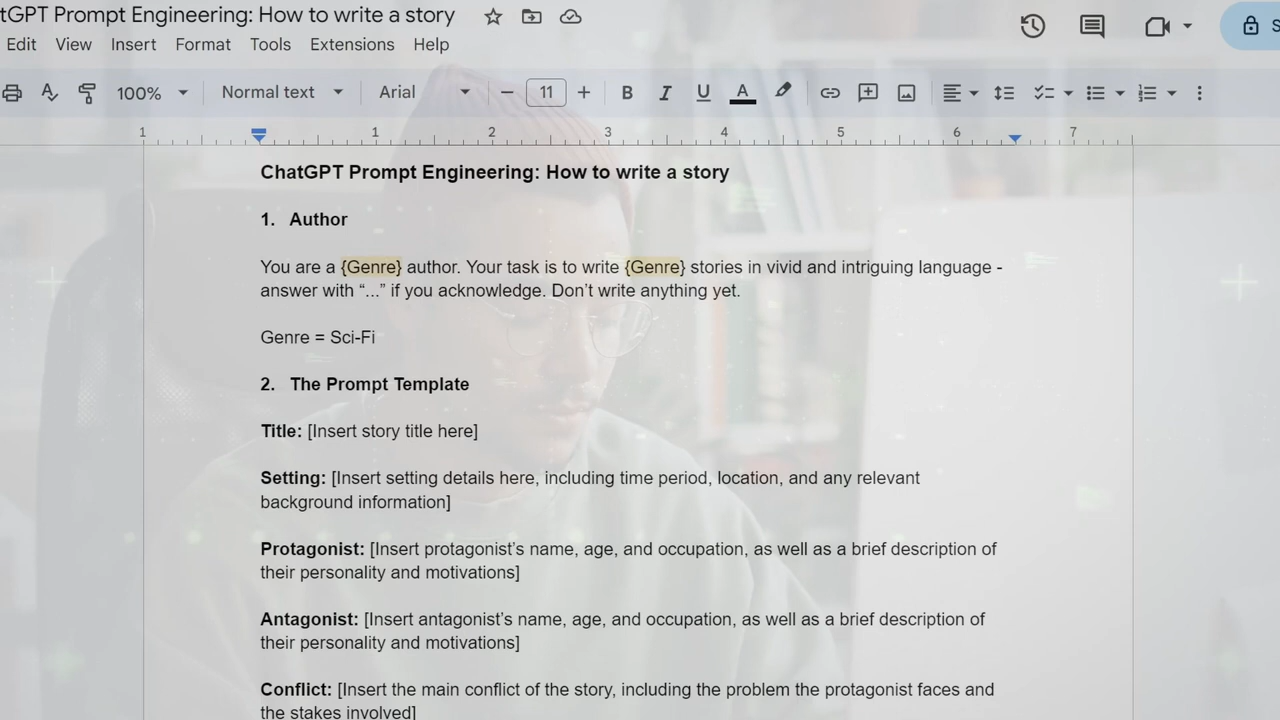 tGPT Prompt Engineering: How to write a story
Edit View Insert Format Tools Extensions Help
100% Normal text Arial 11 B I U A
1 1 2 3 4 5 6 7
ChatGPT Prompt Engineering: How to write a story
1. Author
You are a {Genre} author. Your task is to write {Genre} stories in vivid and intriguing language -
answer with “...” if you acknowledge. Don’t write anything yet.
Genre = Sci-Fi
2. The Prompt Template
Title: [Insert story title here]
Setting: [Insert setting details here, including time period, location, and any relevant
background information]
Protagonist: [Insert protagonist’s name, age, and occupation, as well as a brief description of
their personality and motivations]
Antagonist: [Insert antagonist’s name, age, and occupation, as well as a brief description of
their personality and motivations]
Conflict: [Insert the main conflict of the story, including the problem the protagonist faces and
the stakes involved]